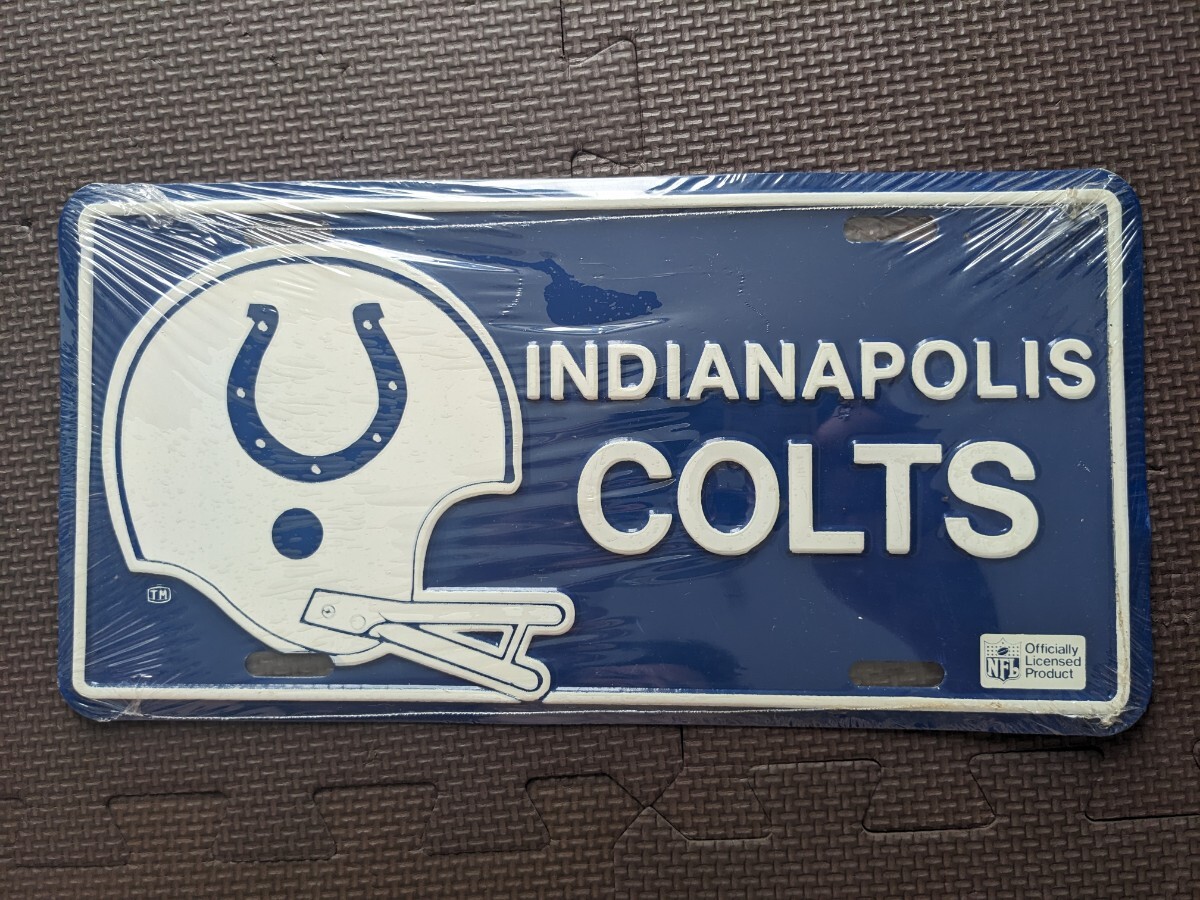 INDIANAPOLIS
COLTS
TM
NFL
Officially
Licensed
Product